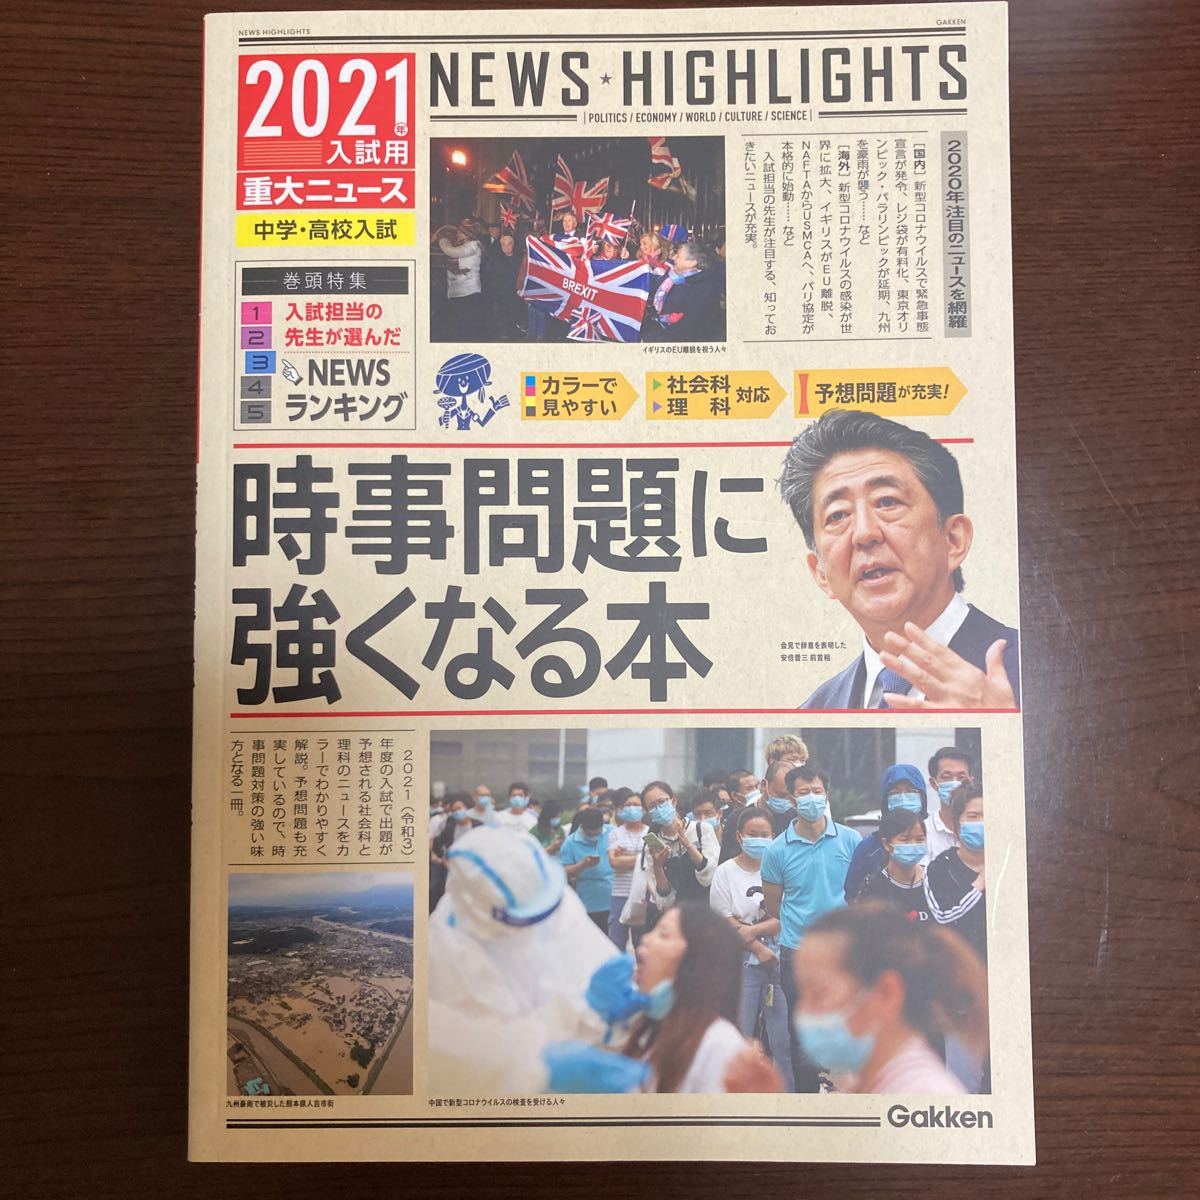 NEWS HIGHLIGHTS
GAKKEN
2021年
入試用
重大ニュース
中学・高校入試
NEWS★HIGHLIGHTS
| POLITICS / ECONOMY / WORLD / CULTURE / SCIENCE |
2020年注目のニュースを網羅
[国内] 新型コロナウイルスで緊急事態
宣言が発令、レジ袋が有料化、東京オリ
ンピック・パラリンピックが延期、九州
を豪雨が襲う……など
[海外] 新型コロナウイルスの感染が世
界に拡大、イギリスがEU離脱、
NAFTAからUSMCAへ、パリ協定が
本格的に始動……など
入試担当の先生が注目する、知ってお
きたいニュースが充実。
BREXIT
イギリスのEU離脱を祝う人々
巻頭特集
1
2
3
4
5
入試担当の
先生が選んだ
NEWS
ランキング
カラーで
見やすい
社会科
理 科
対応
予想問題が充実!
時事問題に
強くなる本
会見で辞意を表明した
安倍晋三 前首相
2021(令和3)
年度の入試で出題が
予想される社会科と
理科のニュースをカ
ラーでわかりやすく
解説。予想問題も充
実しているので、時
事問題対策の強い味
方となる一冊。
九州豪雨で被災した熊本県人吉市街
中国で新型コロナウイルスの検査を受ける人々
Gakken